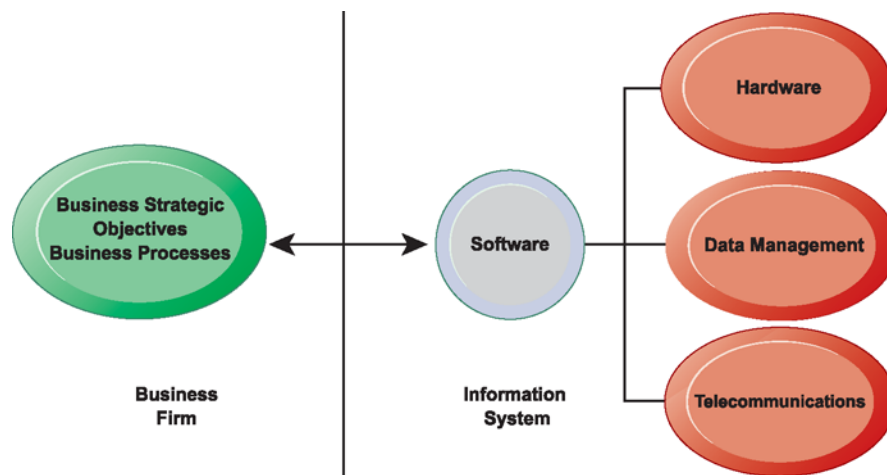 Business Strategic
Objectives
Business Processes
Business
Firm
Software
Information
System
Hardware
Data Management
Telecommunications